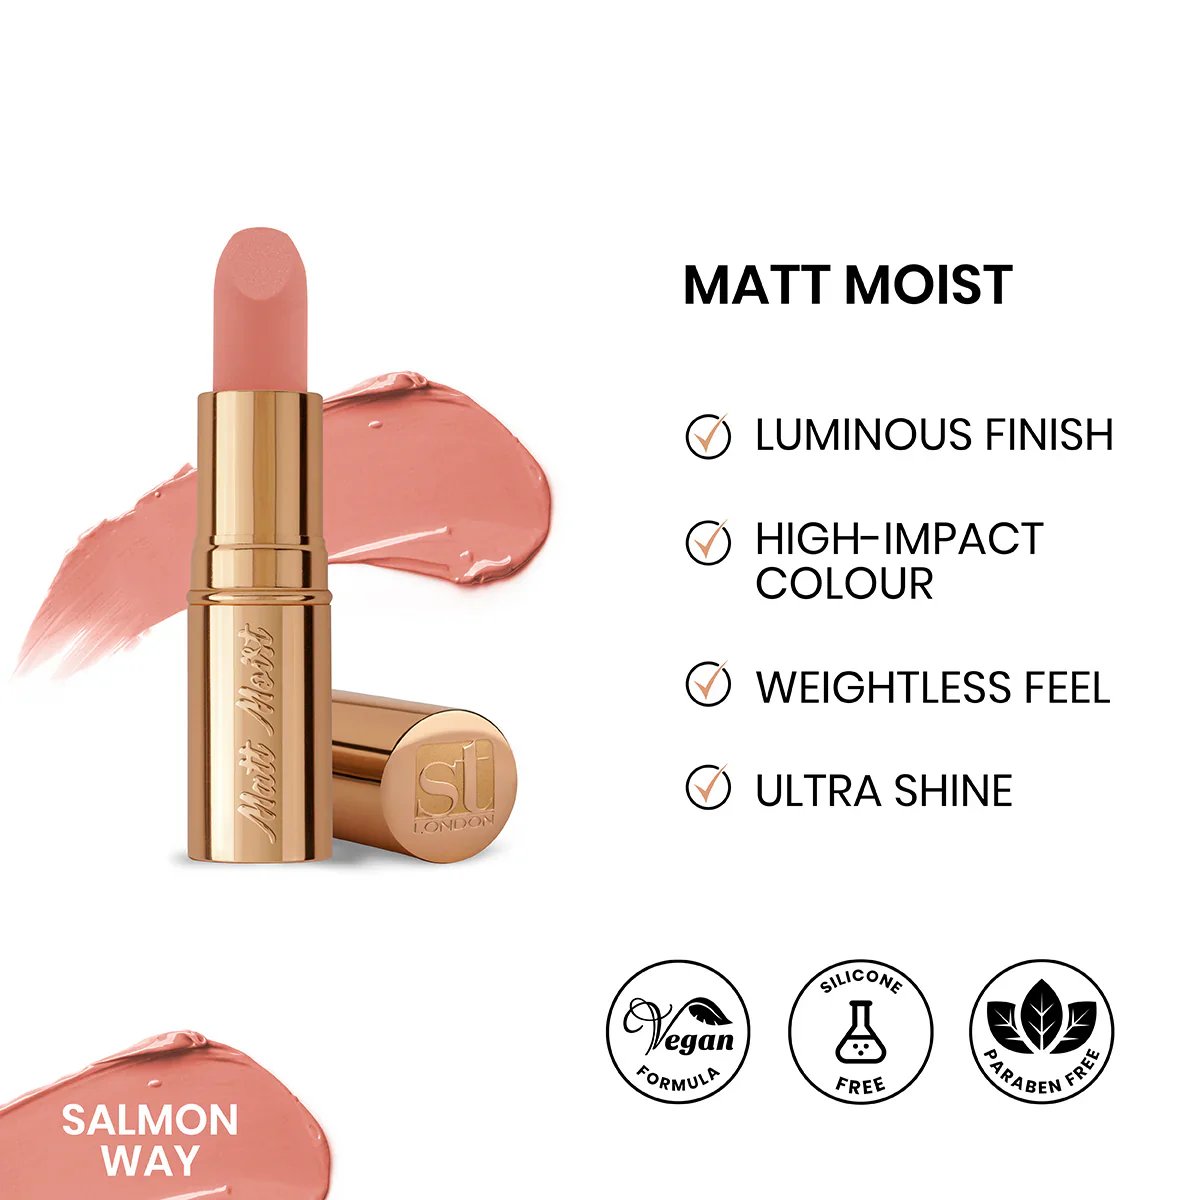 MATT MOIST
LUMINOUS FINISH
HIGH-IMPACT
COLOUR
WEIGHTLESS FEEL
ULTRA SHINE
Matt Moist
st
LONDON
Vegan
FORMULA
SILICONE
FREE
PARABEN FREE
SALMON
WAY